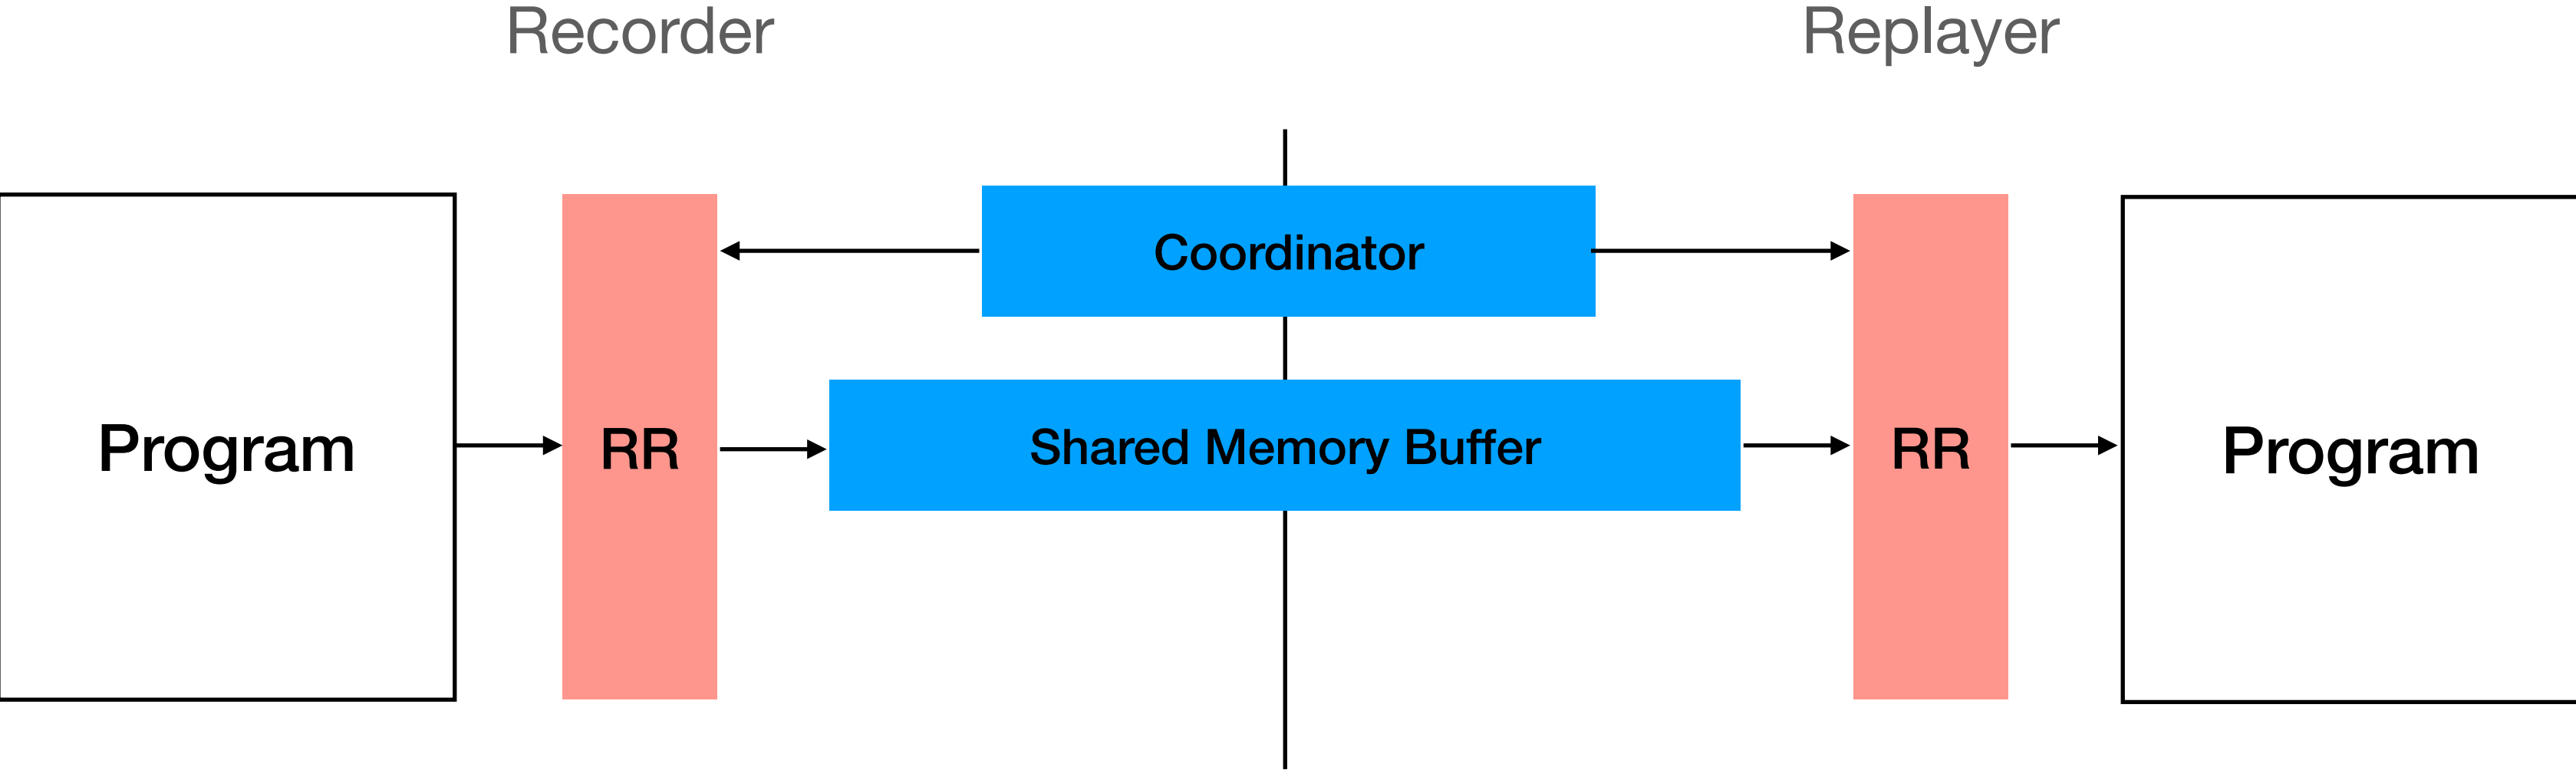 Recorder
Replayer
Coordinator
Program
RR
Shared Memory Buffer
RR
Program